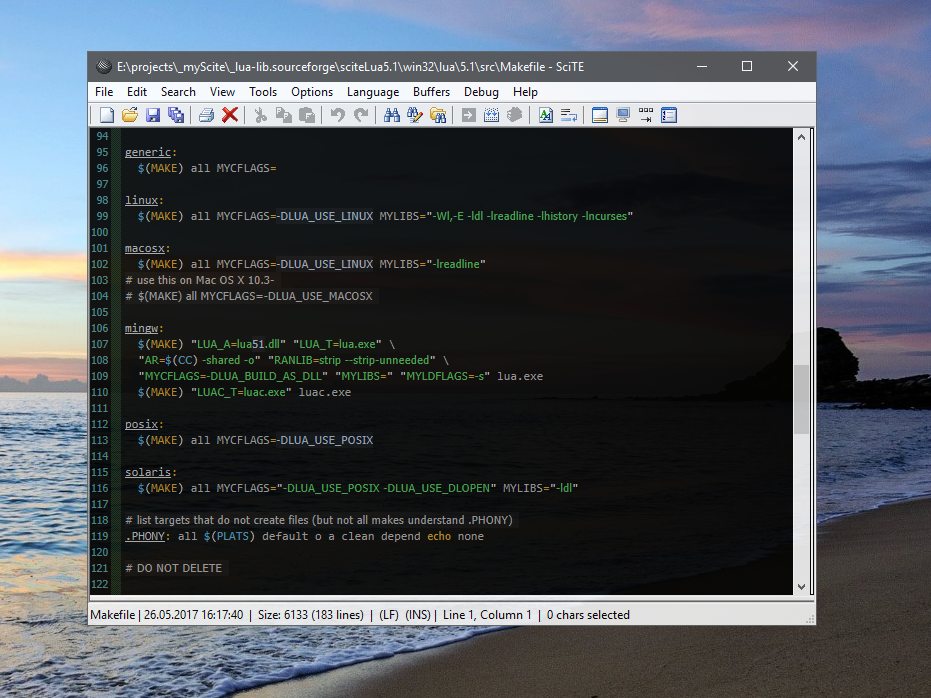 E:\projects\_myScite\_lua-lib.sourceforge\sciteLua5.1\win32\lua\5.1\src\Makefile - SciTE
File Edit Search View Tools Options Language Buffers Debug Help
94
95 generic:
96 $(MAKE) all MYCFLAGS=
97
98 linux:
99 $(MAKE) all MYCFLAGS=-DLUA_USE_LINUX MYLIBS="-Wl,-E -ldl -lreadline -lhistory -lncurses"
100
101 macosx:
102 $(MAKE) all MYCFLAGS=-DLUA_USE_LINUX MYLIBS="-lreadline"
103 # use this on Mac OS X 10.3-
104 # $(MAKE) all MYCFLAGS=-DLUA_USE_MACOSX
105
106 mingw:
107 $(MAKE) "LUA_A=lua51.dll" "LUA_T=lua.exe" \
108 "AR=$(CC) -shared -o" "RANLIB=strip --strip-unneeded" \
109 "MYCFLAGS=-DLUA_BUILD_AS_DLL" "MYLIBS=" "MYLDFLAGS=-s" lua.exe
110 $(MAKE) "LUAC_T=luac.exe" luac.exe
111
112 posix:
113 $(MAKE) all MYCFLAGS=-DLUA_USE_POSIX
114
115 solaris:
116 $(MAKE) all MYCFLAGS="-DLUA_USE_POSIX -DLUA_USE_DLOPEN" MYLIBS="-ldl"
117
118 # list targets that do not create files (but not all makes understand .PHONY)
119 .PHONY: all $(PLATS) default o a clean depend echo none
120
121 # DO NOT DELETE
122
Makefile | 26.05.2017 16:17:40 | Size: 6133 (183 lines) | (LF) (INS) | Line 1, Column 1 | 0 chars selected